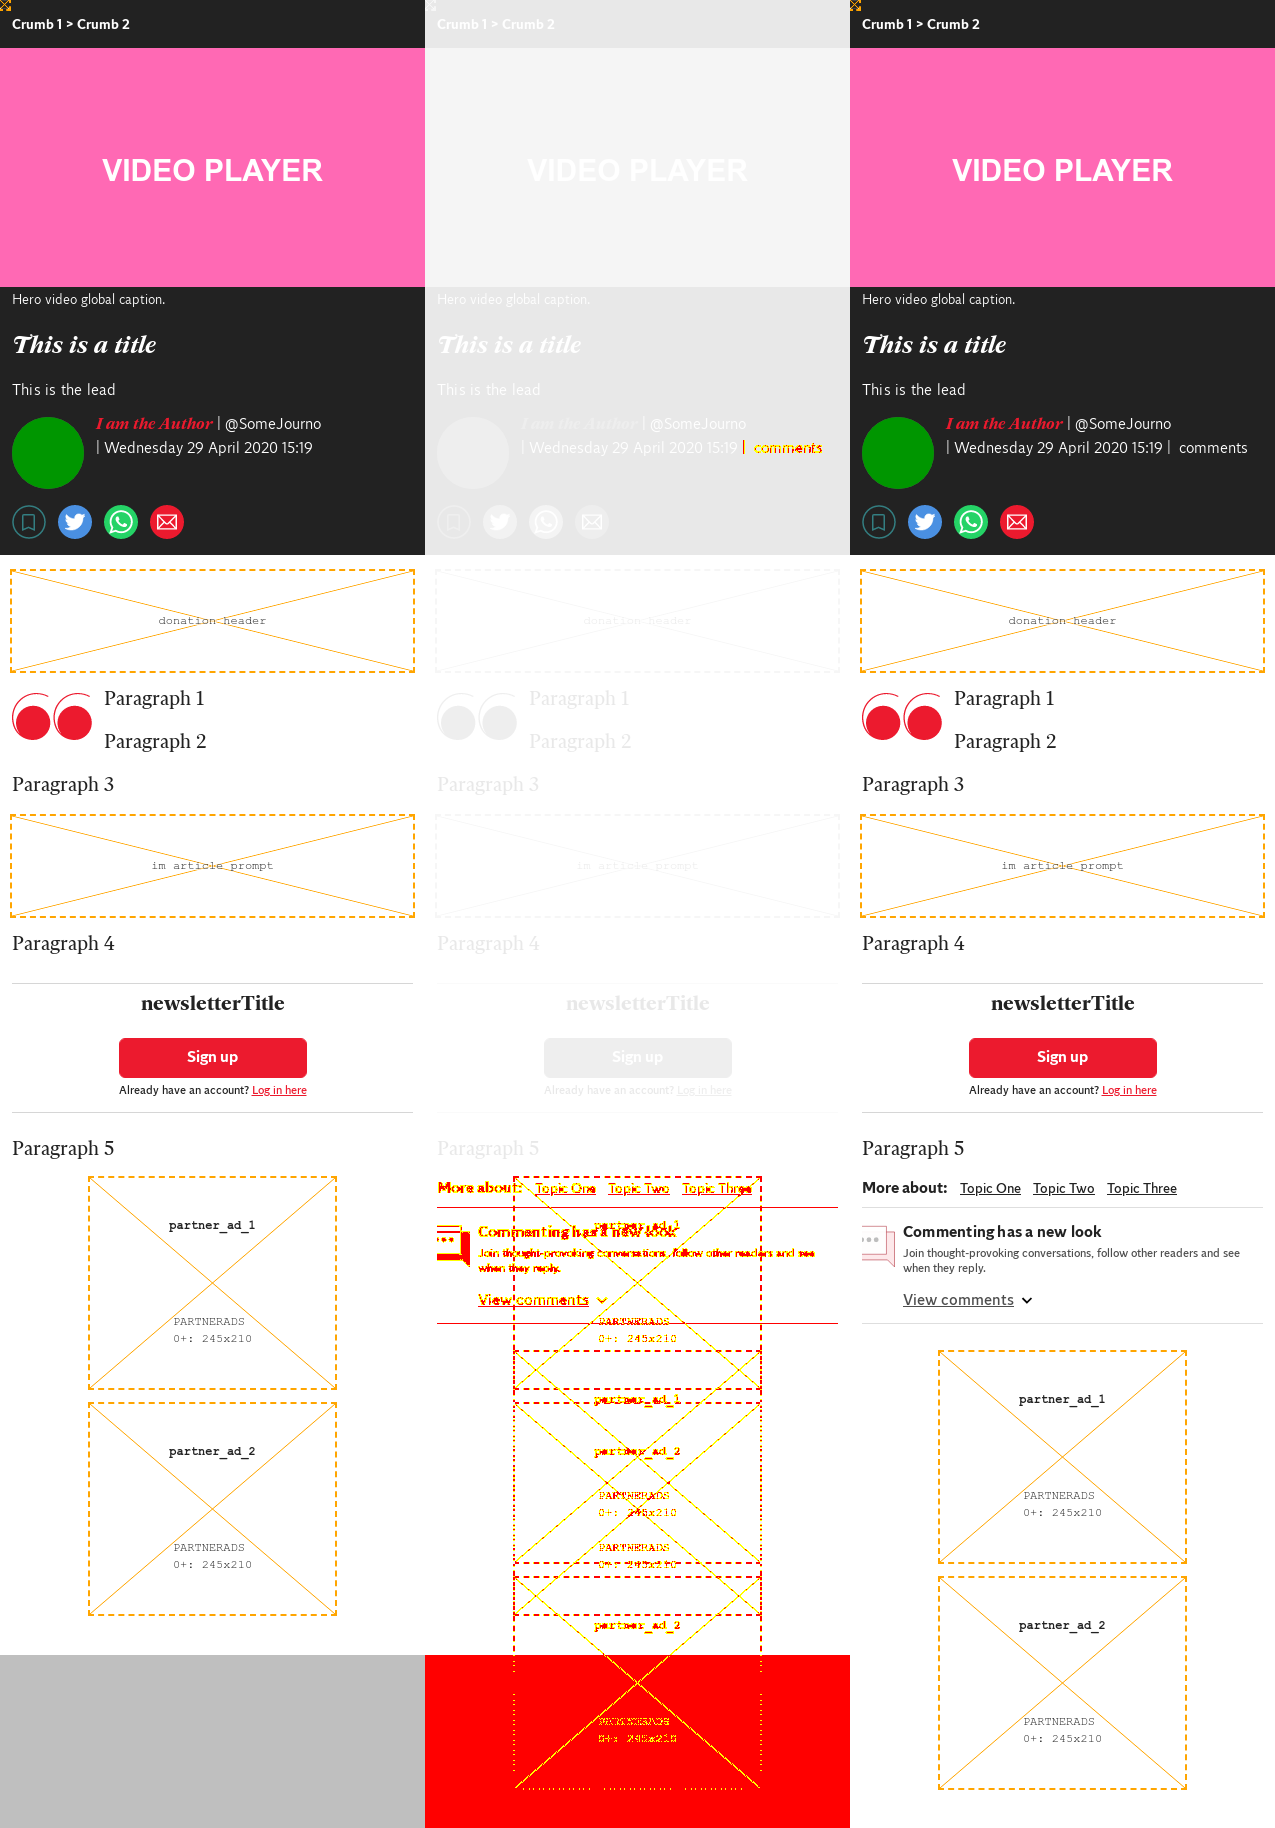 Crumb 1 > Crumb 2
VIDEO PLAYER
Hero video global caption.
This is a title
This is the lead
I am the Author | @SomeJourno
| Wednesday 29 April 2020 15:19
donation header
Paragraph 1
Paragraph 2
Paragraph 3
im article prompt
Paragraph 4
newsletterTitle
Sign up
Already have an account? Log in here
Paragraph 5
partner_ad_1
PARTNERADS
0+: 245x210
partner_ad_2
PARTNERADS
0+: 245x210
Crumb 1 > Crumb 2
VIDEO PLAYER
Hero video global caption.
This is a title
This is the lead
I am the Author | @SomeJourno
| Wednesday 29 April 2020 15:19 | comments
donation header
Paragraph 1
Paragraph 2
Paragraph 3
im article prompt
Paragraph 4
newsletterTitle
Sign up
Already have an account? Log in here
Paragraph 5
More about: Topic One Topic Two Topic Three
partner_ad_1
Commenting has a new look
Join thought-provoking conversations, follow other readers and see
when they reply.
View comments
PARTNERADS
0+: 245x210
partner_ad_1
partner_ad_2
PARTNERADS
0+: 245x210
PARTNERADS
0+: 245x210
partner_ad_2
PARTNERADS
0+: 245x210
Crumb 1 > Crumb 2
VIDEO PLAYER
Hero video global caption.
This is a title
This is the lead
I am the Author | @SomeJourno
| Wednesday 29 April 2020 15:19 | comments
donation header
Paragraph 1
Paragraph 2
Paragraph 3
im article prompt
Paragraph 4
newsletterTitle
Sign up
Already have an account? Log in here
Paragraph 5
More about: Topic One Topic Two Topic Three
Commenting has a new look
Join thought-provoking conversations, follow other readers and see
when they reply.
View comments
partner_ad_1
PARTNERADS
0+: 245x210
partner_ad_2
PARTNERADS
0+: 245x210